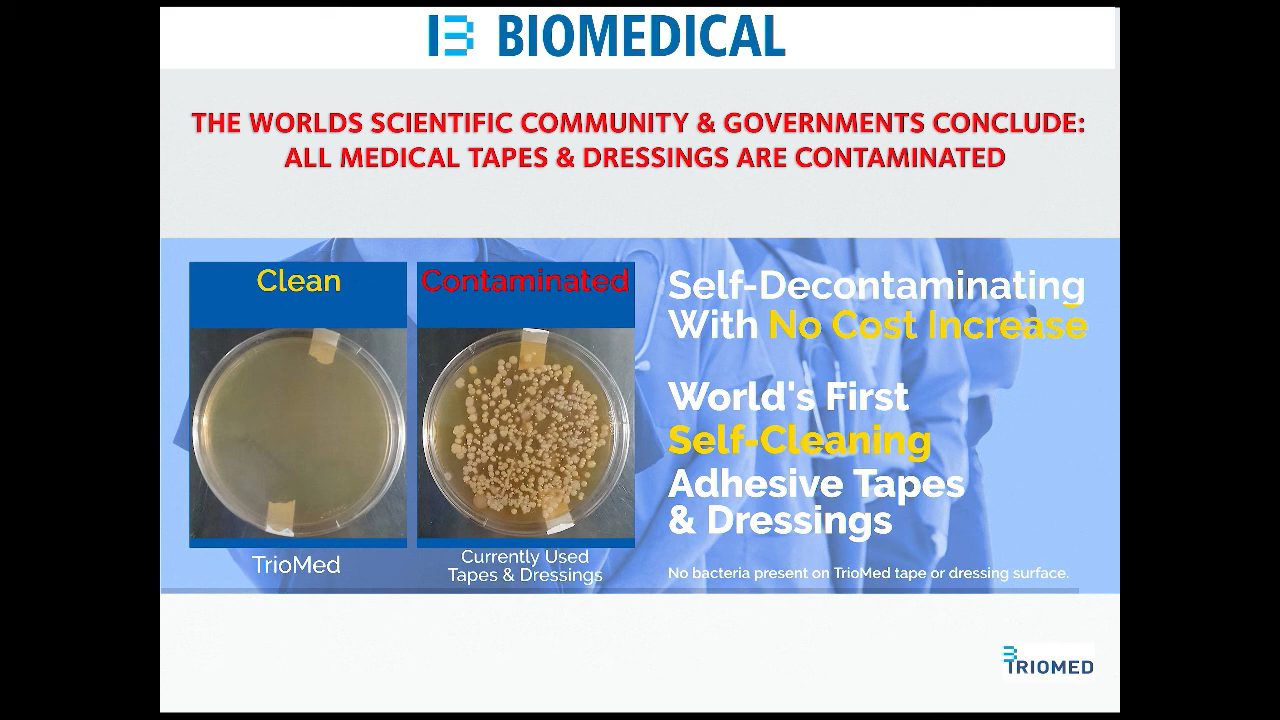 I3 BIOMEDICAL
THE WORLDS SCIENTIFIC COMMUNITY & GOVERNMENTS CONCLUDE:
ALL MEDICAL TAPES & DRESSINGS ARE CONTAMINATED
Clean
Contaminated
TrioMed
Currently Used
Tapes & Dressings
Self-Decontaminating
With No Cost Increase
World's First
Self-Cleaning
Adhesive Tapes
& Dressings
No bacteria present on TrioMed tape or dressing surface.
TRIOMED